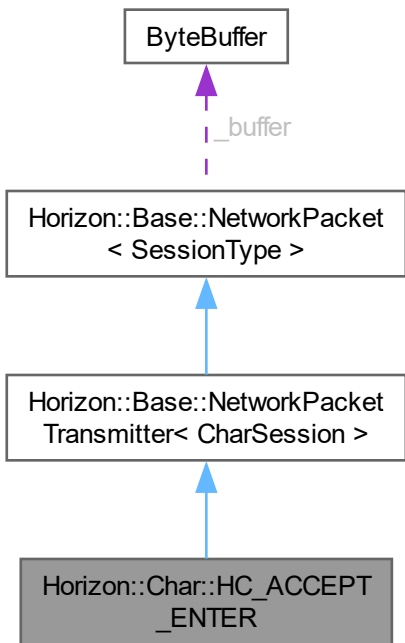 ByteBuffer
_buffer
Horizon::Base::NetworkPacket
< SessionType >
Horizon::Base::NetworkPacket
Transmitter< CharSession >
Horizon::Char::HC_ACCEPT
_ENTER